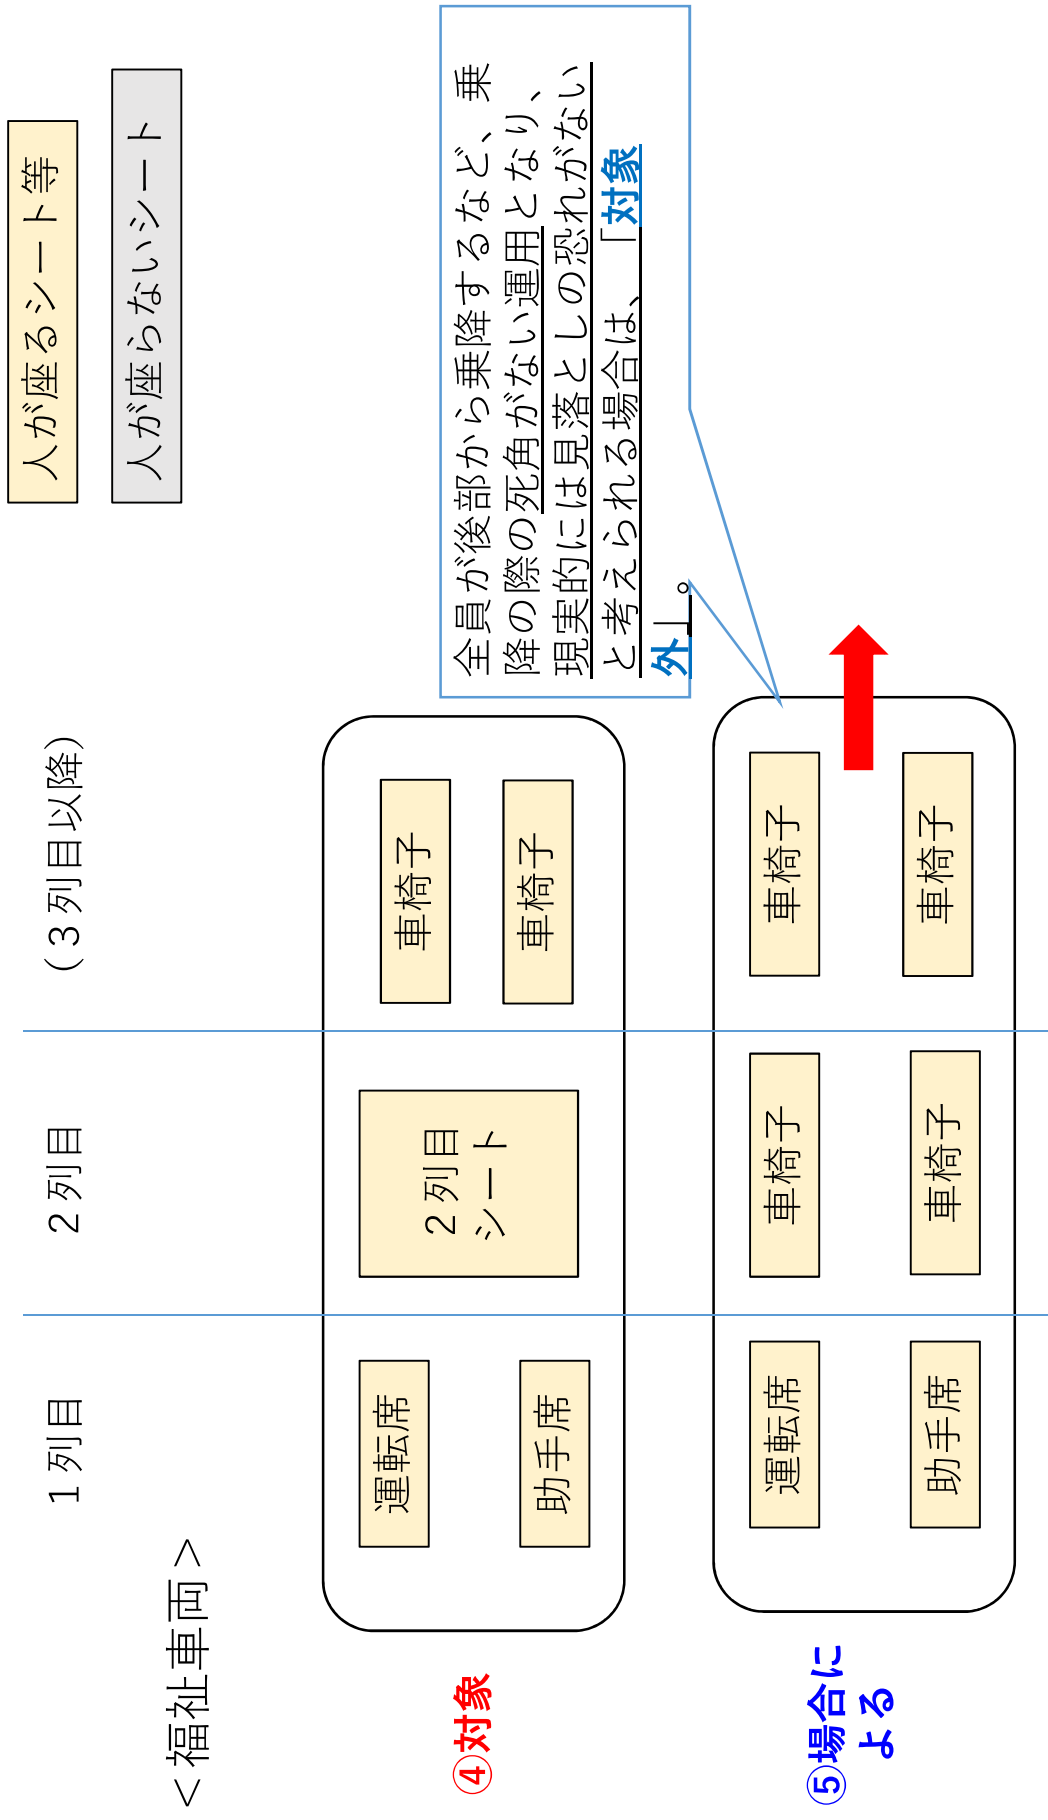 人が座るシート等
人が座らないシート
1列目
2列目
（3列目以降）
＜福祉車両＞
④対象
運転席
助手席
2列目
シート
車椅子
車椅子
全員が後部から乗降するなど、乗
降の際の死角がない運用となり、
現実的には見落としの恐れがない
と考えられる場合は、「対象
外」。
⑤場合に
よる
運転席
助手席
車椅子
車椅子
車椅子
車椅子